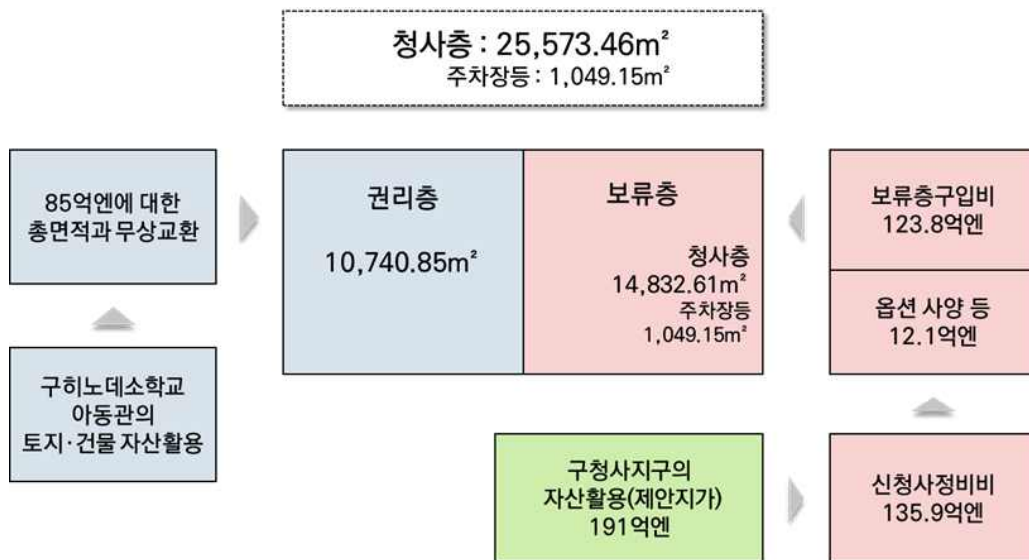 청사층 : 25,573.46m²
주차장등 : 1,049.15m²
85억엔에 대한
총면적과 무상교환
권리층
10,740.85m²
보류층
청사층
14,832.61m²
주차장등
1,049.15m²
보류층구입비
123.8억엔
옵션 사양 등
12.1억엔
구히노데소학교
아동관의
토지·건물 자산활용
구청사지구의
자산활용(제안지가)
191억엔
신청사정비비
135.9억엔